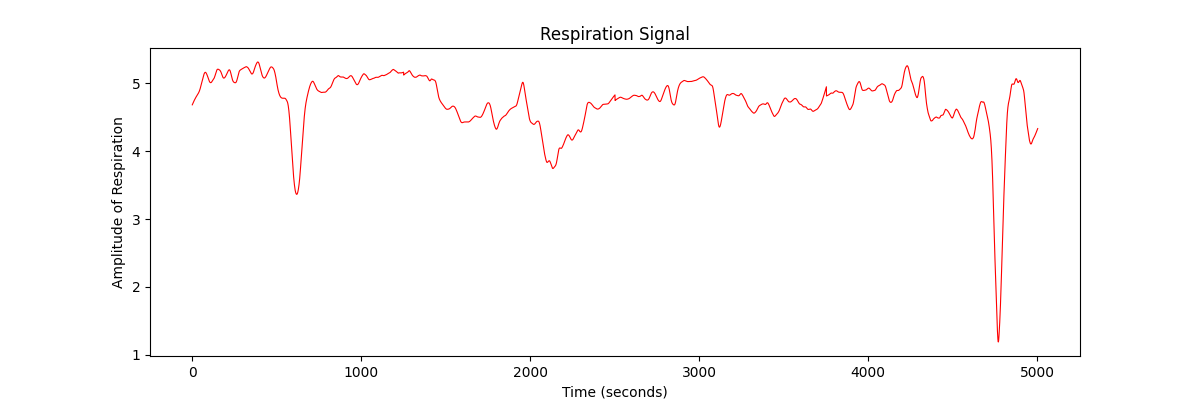 Respiration Signal
Amplitude of Respiration
5
4
3
2
1
0 1000 2000 3000 4000 5000
Time (seconds)